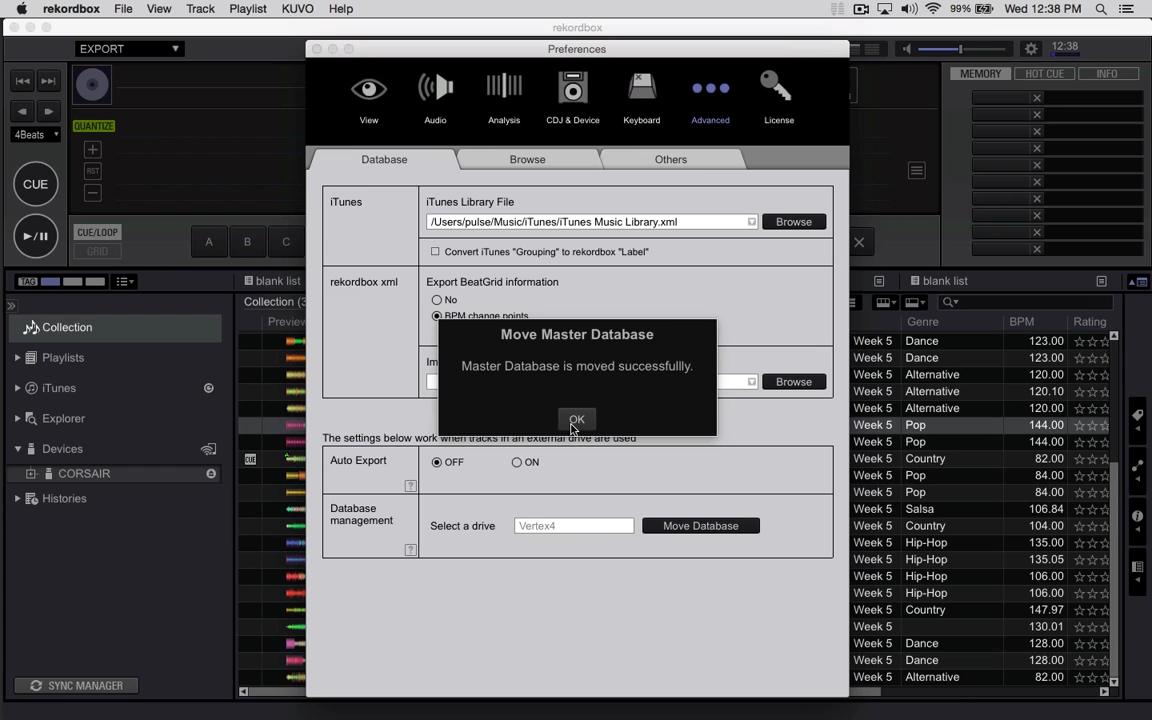 rekordbox File View Track Playlist KUVO Help 99% Wed 12:38 PM
rekordbox
EXPORT
Preferences
12:38
View Audio Analysis CDJ & Device Keyboard Advanced License
MEMORY HOT CUE INFO
QUANTIZE
4Beats
RST
CUE
CUE/LOOP
GRID
A B C
Database Browse Others
iTunes
iTunes Library File
/Users/pulse/Music/iTunes/iTunes Music Library.xml
Browse
Convert iTunes "Grouping" to rekordbox "Label"
rekordbox xml
Export BeatGrid information
No
BPM change points
Move Master Database
Master Database is moved successfullly.
OK
Browse
The settings below work when tracks in an external drive are used
Auto Export
OFF ON
?
Database
management
Select a drive
Vertex4
Move Database
?
TAG
blank list
blank list
Collection
Playlists
iTunes
Explorer
Devices
CORSAIR
Histories
SYNC MANAGER
Collection (3
Preview
CUE
Genre BPM Rating
Week 5 Dance 123.00
Week 5 Dance 123.00
Week 5 Alternative 120.00
Week 5 Alternative 120.10
Week 5 Alternative 120.00
Week 5 Pop 144.00
Week 5 Pop 144.00
Week 5 Country 82.00
Week 5 Pop 84.00
Week 5 Pop 84.00
Week 5 Salsa 106.84
Week 5 Country 104.00
Week 5 Hip-Hop 135.00
Week 5 Hip-Hop 135.05
Week 5 Hip-Hop 106.00
Week 5 Hip-Hop 106.00
Week 5 Country 147.97
Week 5 130.01
Week 5 Dance 128.00
Week 5 Dance 128.00
Week 5 Alternative 82.00